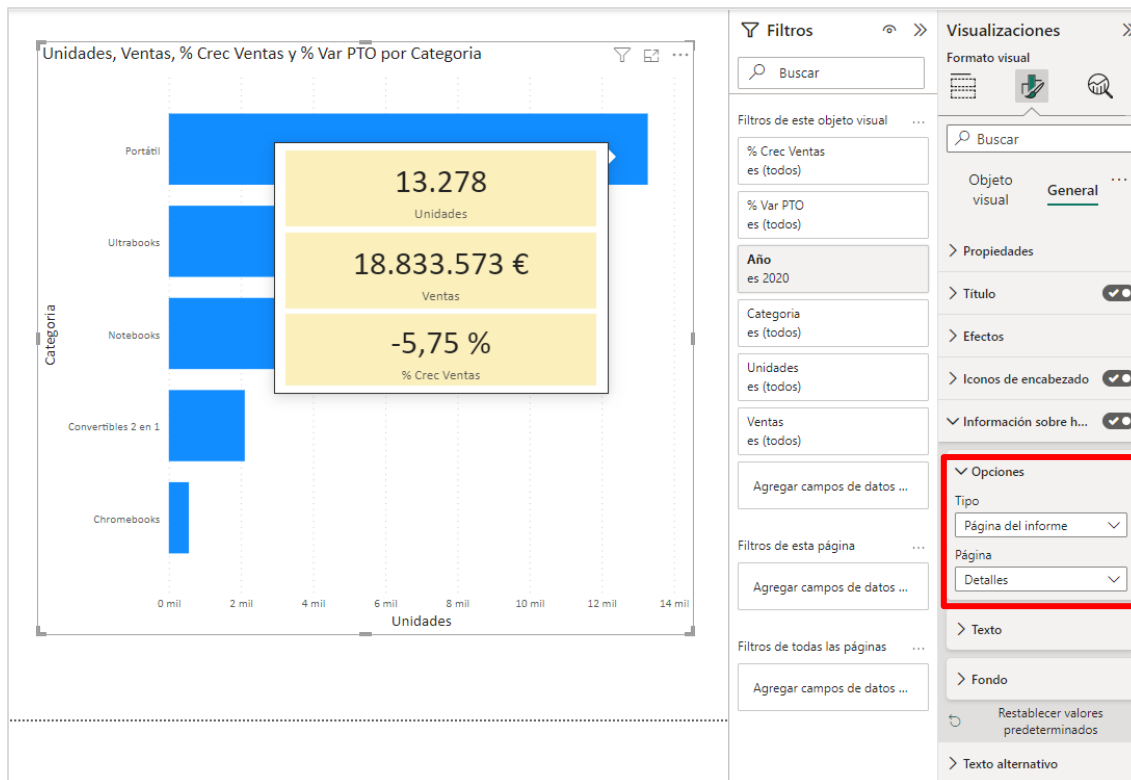 Unidades, Ventas, % Crec Ventas y % Var PTO por Categoria
Categoria
Portátil
Ultrabooks
Notebooks
Convertibles 2 en 1
Chromebooks
13.278
Unidades
18.833.573 €
Ventas
-5,75 %
% Crec Ventas
0 mil 2 mil 4 mil 6 mil 8 mil 10 mil 12 mil 14 mil
Unidades
Filtros
Buscar
Filtros de este objeto visual
% Crec Ventas
es (todos)
% Var PTO
es (todos)
Año
es 2020
Categoria
es (todos)
Unidades
es (todos)
Ventas
es (todos)
Agregar campos de datos ...
Filtros de esta página
Agregar campos de datos ...
Filtros de todas las páginas
Agregar campos de datos ...
Visualizaciones
Formato visual
Buscar
Objeto
visual
General
Propiedades
Título
Efectos
Iconos de encabezado
Información sobre h...
Opciones
Tipo
Página del informe
Página
Detalles
Texto
Fondo
Restablecer valores
predeterminados
Texto alternativo